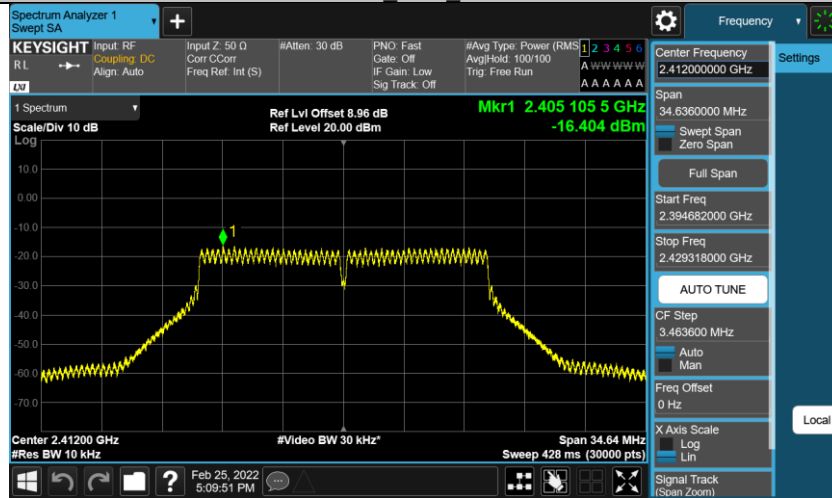 Spectrum Analyzer 1
Swept SA
Frequency
KEYSIGHT
RL
LXI
Input: RF
Coupling: DC
Align: Auto
Input Z: 50 Ω
Corr CCorr
Freq Ref: Int (S)
#Atten: 30 dB
PNO: Fast
Gate: Off
IF Gain: Low
Sig Track: Off
#Avg Type: Power (RMS
Avg|Hold: 100/100
Trig: Free Run
1 2 3 4 5 6
A W W W W W
A A A A A A
1 Spectrum
Scale/Div 10 dB
Log
Ref Lvl Offset 8.96 dB
Ref Level 20.00 dBm
Mkr1 2.405 105 5 GHz
-16.404 dBm
10.0
0.00
-10.0
-20.0
-30.0
-40.0
-50.0
-60.0
-70.0
1
Center 2.41200 GHz
#Res BW 10 kHz
#Video BW 30 kHz*
Span 34.64 MHz
Sweep 428 ms (30000 pts)
Feb 25, 2022
5:09:51 PM
?
Center Frequency
2.412000000 GHz
Span
34.6360000 MHz
Swept Span
Zero Span
Full Span
Start Freq
2.394682000 GHz
Stop Freq
2.429318000 GHz
AUTO TUNE
CF Step
3.463600 MHz
Auto
Man
Freq Offset
0 Hz
X Axis Scale
Log
Lin
Signal Track
(Span Zoom)
Settings
Local